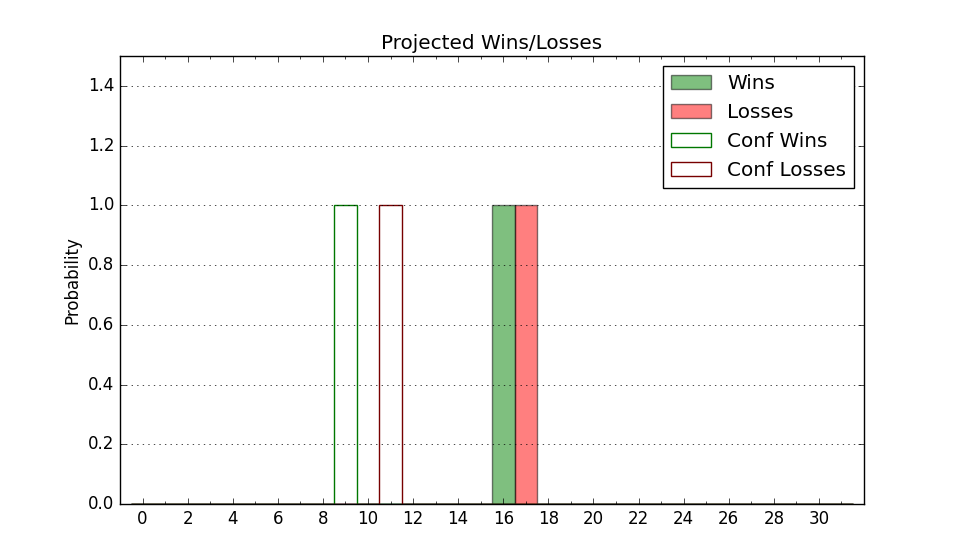 Projected Wins/Losses
Wins
Losses
Conf Wins
Conf Losses
Probability
1.4
1.2
1.0
0.8
0.6
0.4
0.2
0.0
0 2 4 6 8 10 12 14 16 18 20 22 24 26 28 30